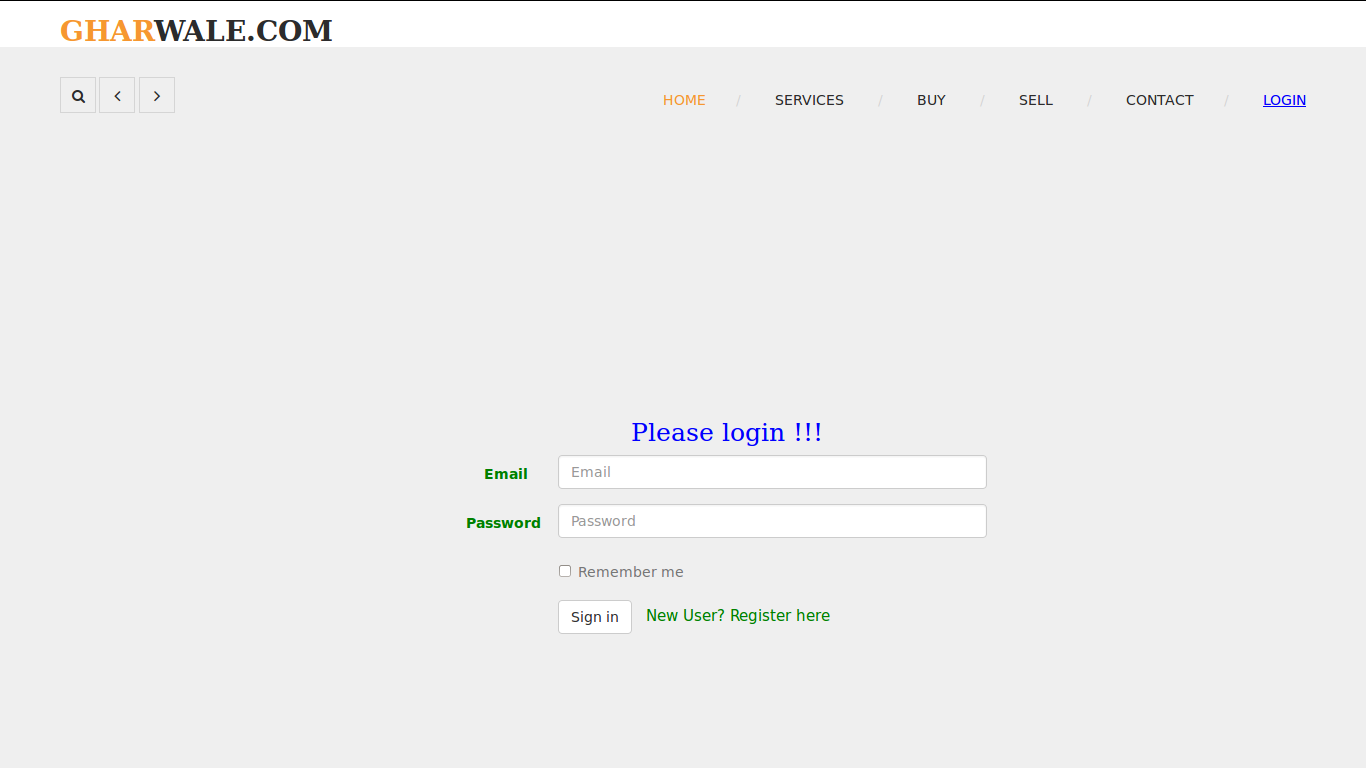 GHARWALE.COM
HOME / SERVICES / BUY / SELL / CONTACT / LOGIN
Please login !!!
Email Email
Password Password
Remember me
Sign in New User? Register here